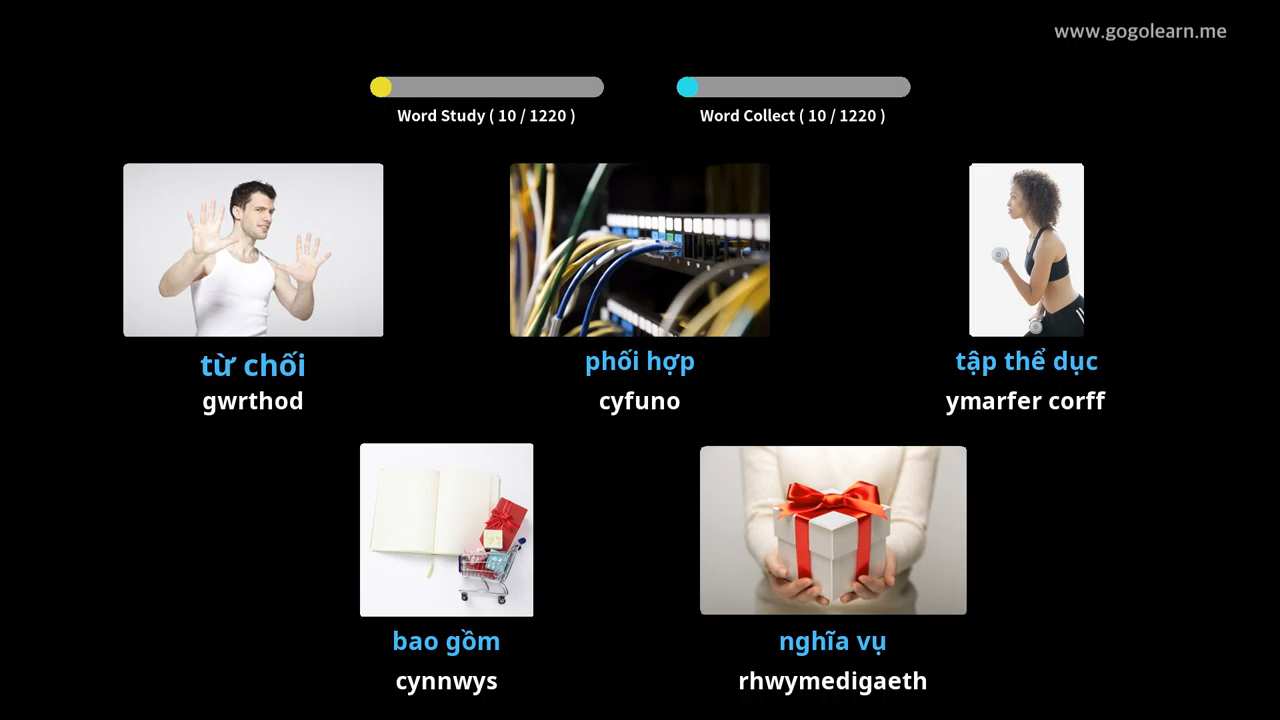 www.gogolearn.me
Word Study ( 10 / 1220 )
Word Collect ( 10 / 1220 )
từ chối
gwrthod
phối hợp
cyfuno
tập thể dục
ymarfer corff
bao gồm
cynnwys
nghĩa vụ
rhwymedigaeth